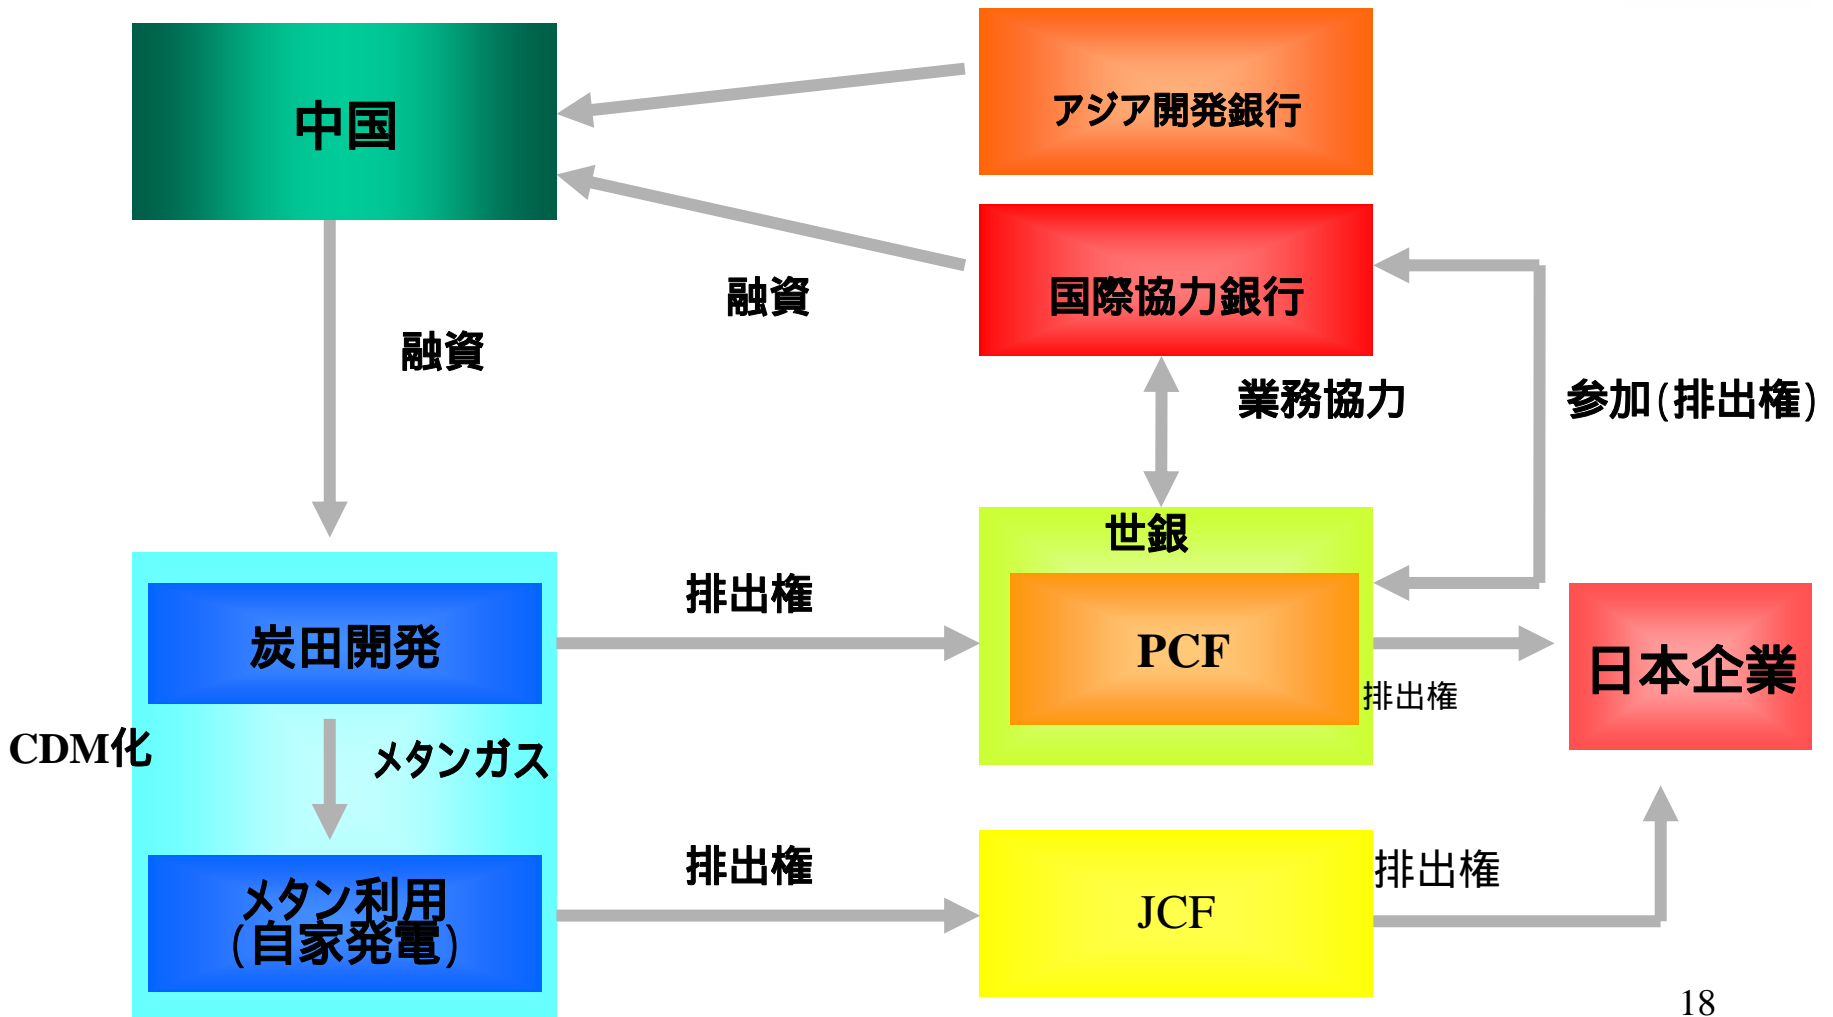 中国
アジア開発銀行
国際協力銀行
融資
融資
業務協力
参加(排出権)
世銀
排出権
炭田開発
PCF
日本企業
排出権
CDM化
メタンガス
排出権
メタン利用
(自家発電)
JCF
排出権
18